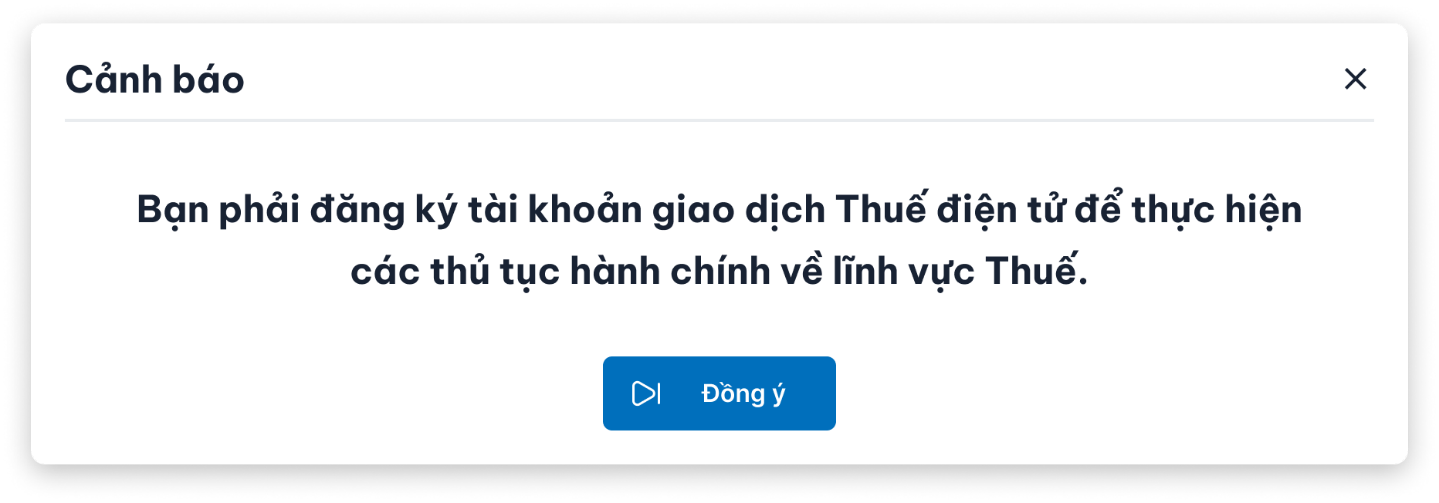 Cảnh báo
Bạn phải đăng ký tài khoản giao dịch Thuế điện tử để thực hiện
các thủ tục hành chính về lĩnh vực Thuế.
Đồng ý